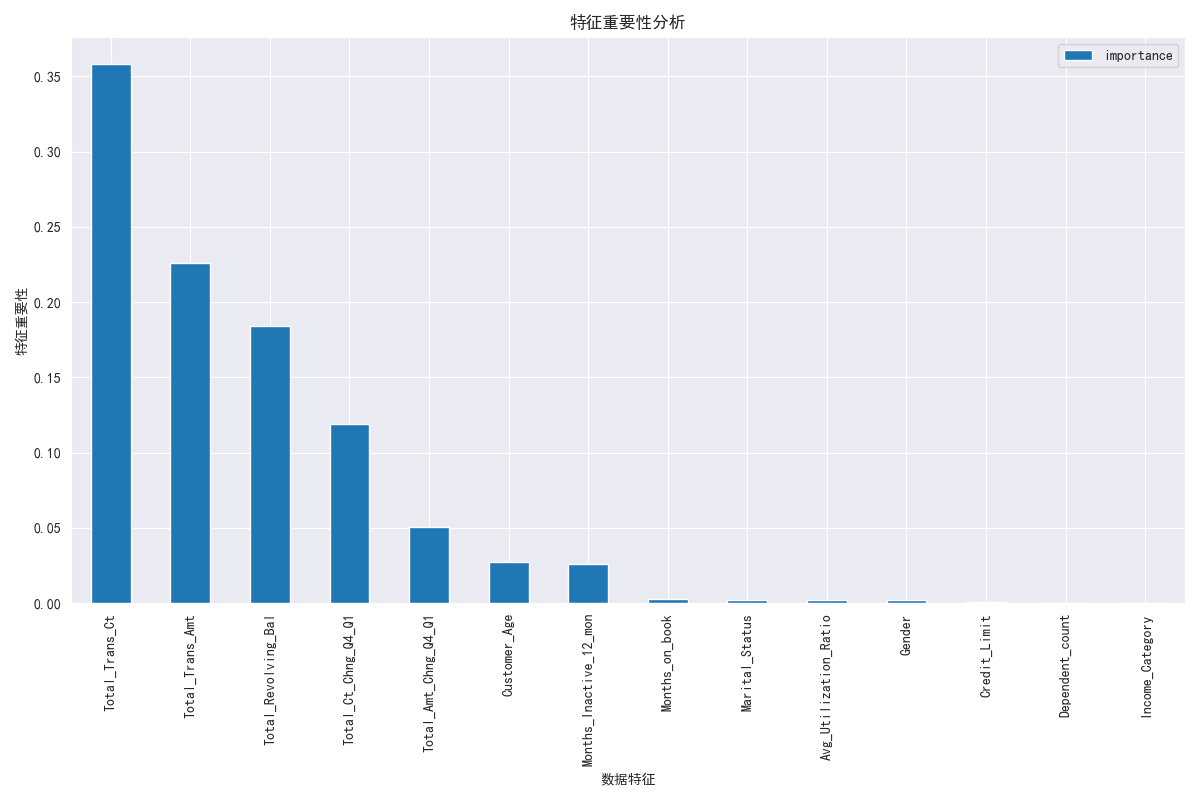 特征重要性分析
importance
特征重要性
0.35
0.30
0.25
0.20
0.15
0.10
0.05
0.00
Total_Trans_Ct
Total_Trans_Amt
Total_Revolving_Bal
Total_Ct_Chng_Q4_Q1
Total_Amt_Chng_Q4_Q1
Customer_Age
Months_Inactive_12_mon
Months_on_book
Marital_Status
Avg_Utilization_Ratio
Gender
Credit_Limit
Dependent_count
Income_Category
数据特征